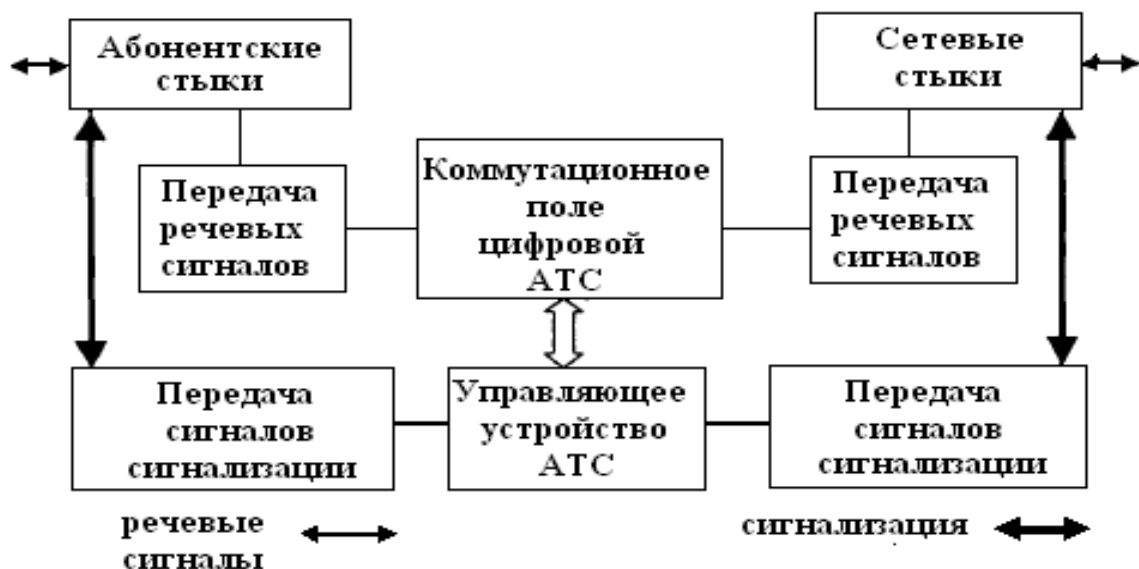 Абонентские
стыки
Сетевые
стыки
Передача
речевых
сигналов
Коммутационное
поле
цифровой
АТС
Передача
речевых
сигналов
Передача
сигналов
сигнализации
Управляющее
устройство
АТС
Передача
сигналов
сигнализации
речевые
сигналы
сигнализация